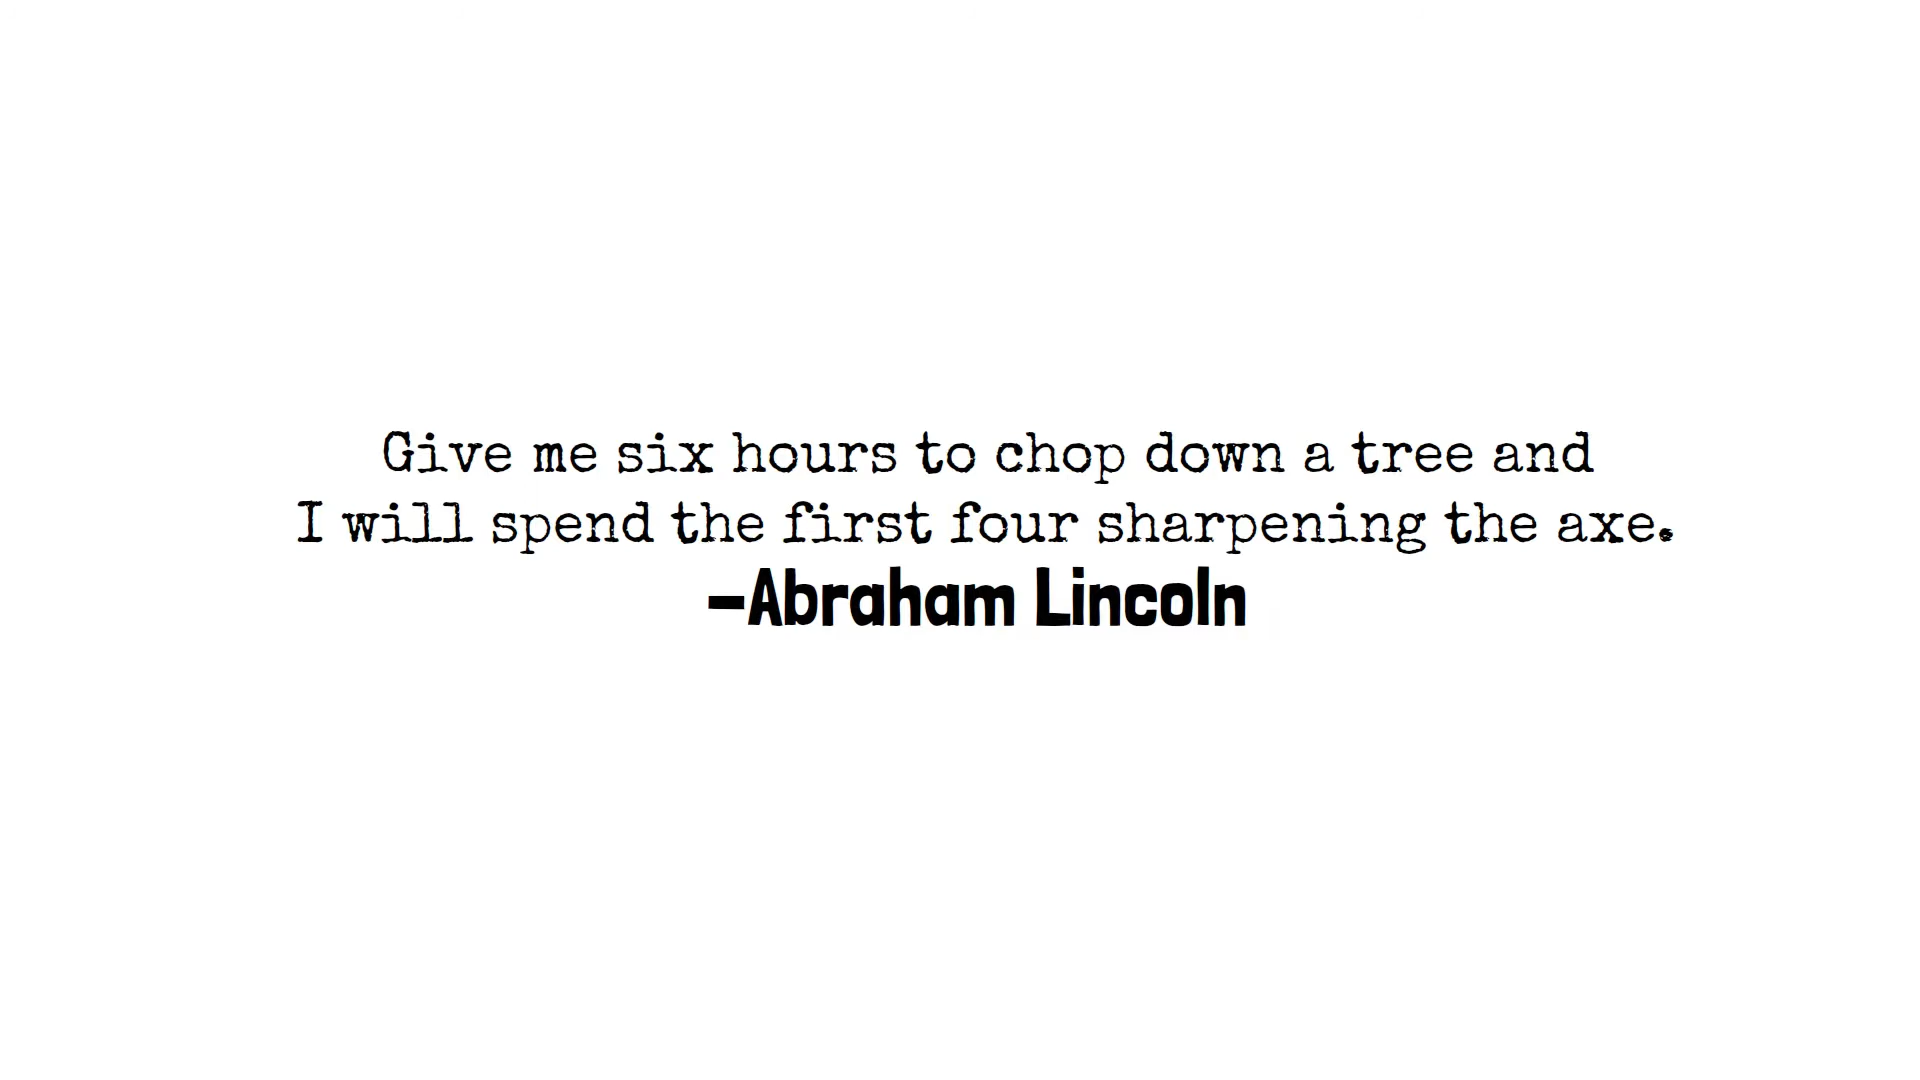 Give me six hours to chop down a tree and
I will spend the first four sharpening the axe.
-Abraham Lincoln